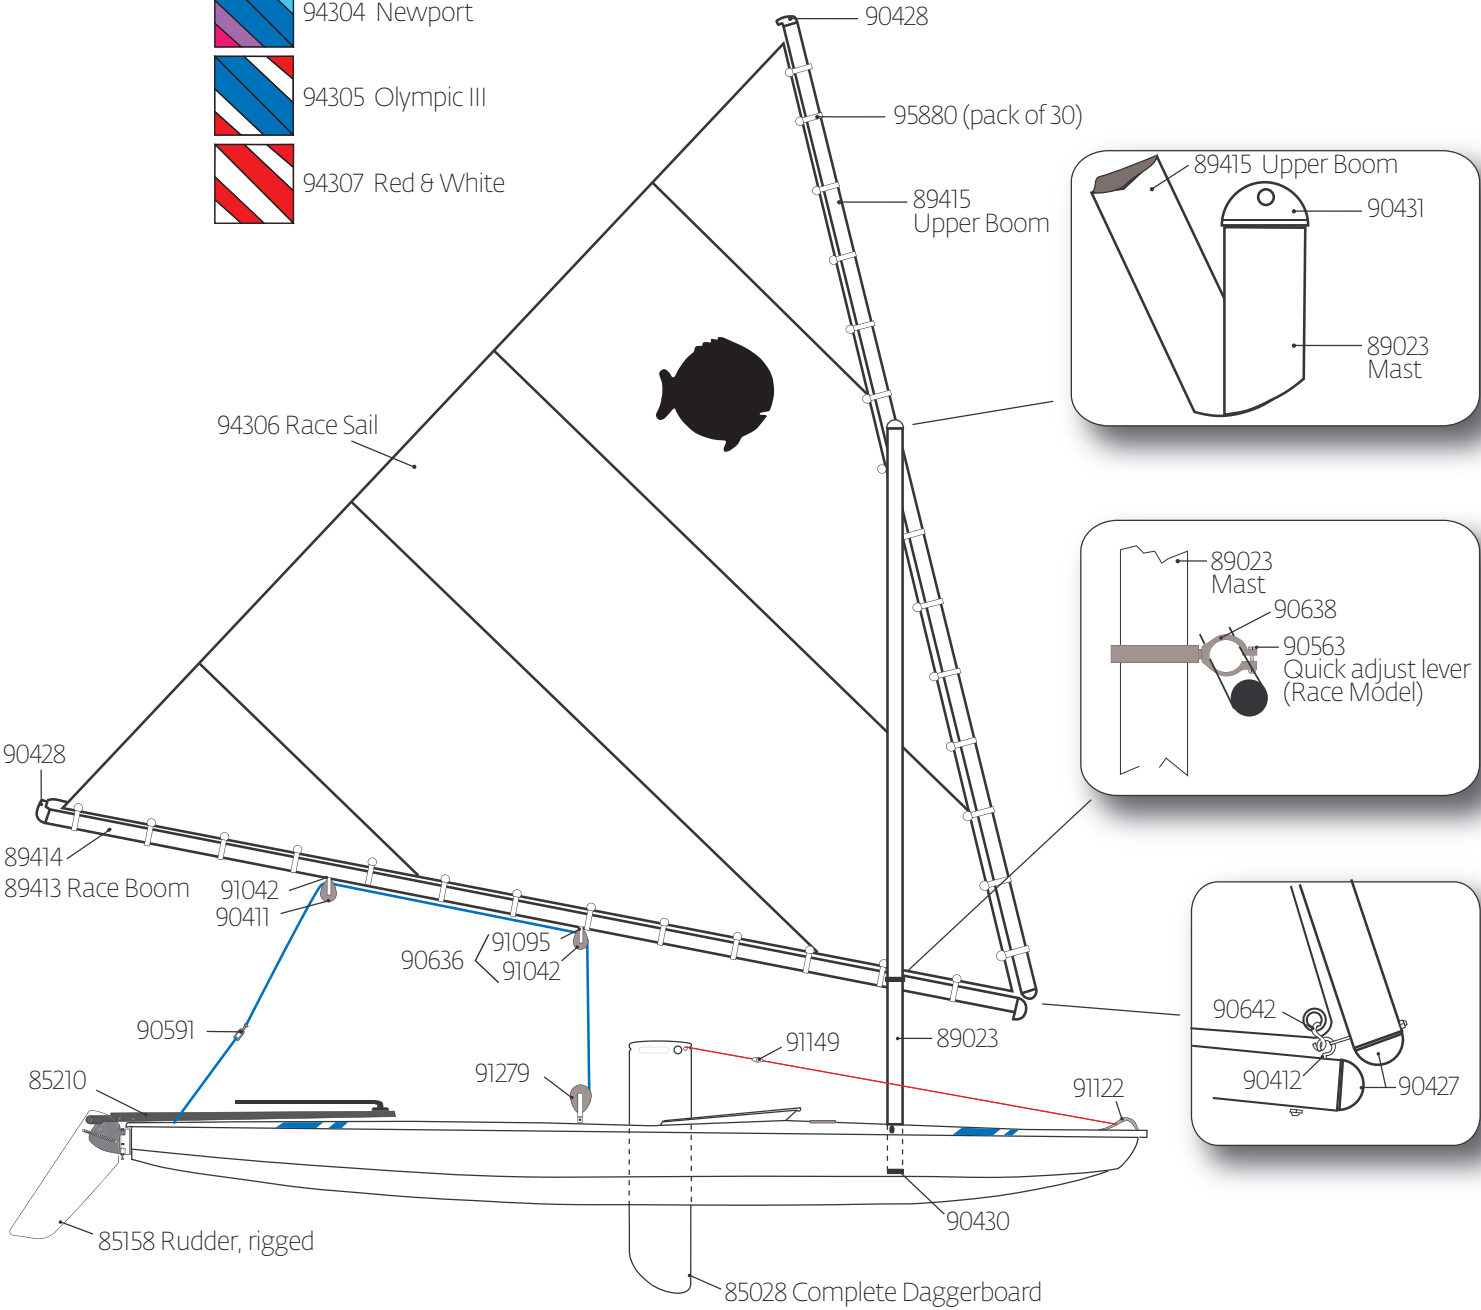 94304 Newport
90428
94305 Olympic III
95880 (pack of 30)
94307 Red & White
89415
Upper Boom
89415 Upper Boom
90431
89023
Mast
94306 Race Sail
89023
Mast
90638
90563
Quick adjust lever
(Race Model)
90428
89414
89413 Race Boom
91042
90411
90636
91095
91042
90591
91149
89023
91279
85210
91122
90642
90412
90427
90430
85158 Rudder, rigged
85028 Complete Daggerboard